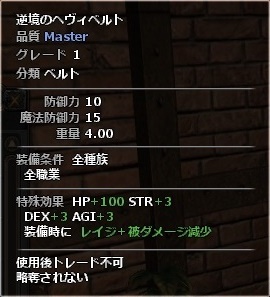 逆境のヘヴィベルト
品質 Master
グレード 1
分類 ベルト
防御力 10
魔法防御力 15
重量 4.00
装備条件 全種族
全職業
特殊効果 HP+100 STR+3
DEX+3 AGI+3
装備時に レイジ+被ダメージ減少
使用後トレード不可
略奪されない